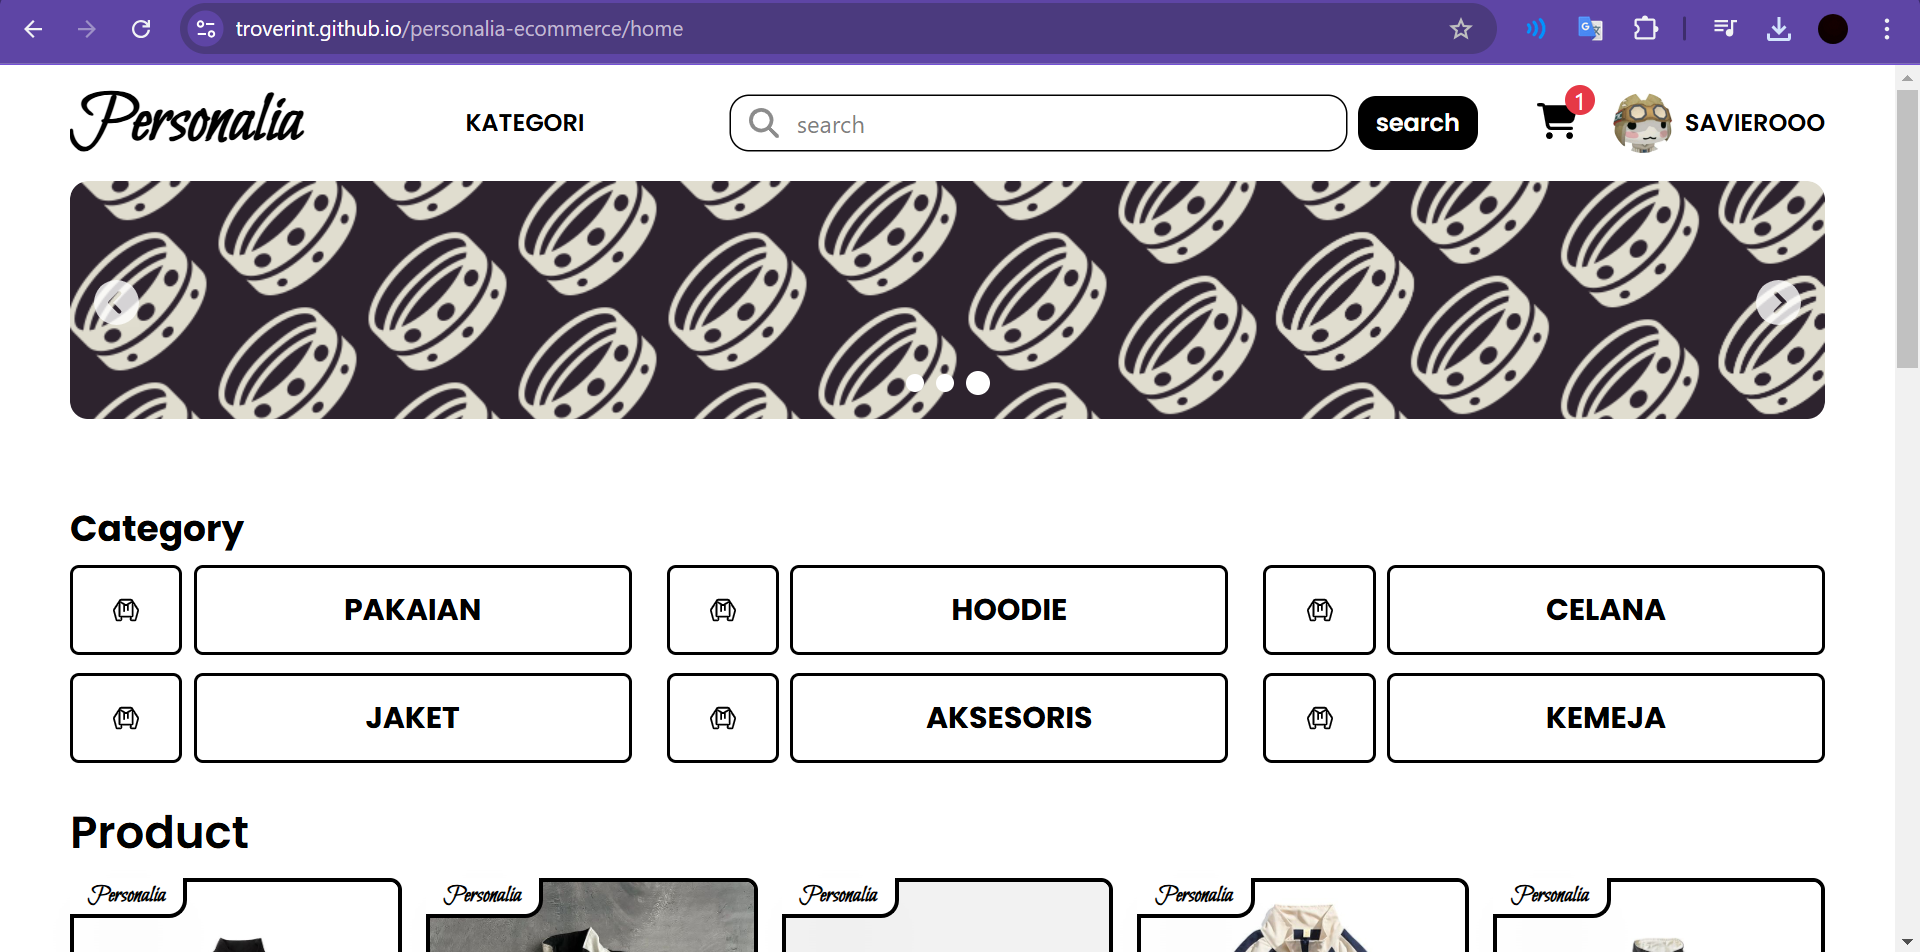 troverint.github.io/personalia-ecommerce/home
Personalia
KATEGORI
search
search
1
SAVIEROOO
Category
PAKAIAN
HOODIE
CELANA
JAKET
AKSESORIS
KEMEJA
Product
Personalia
Personalia
Personalia
Personalia
Personalia